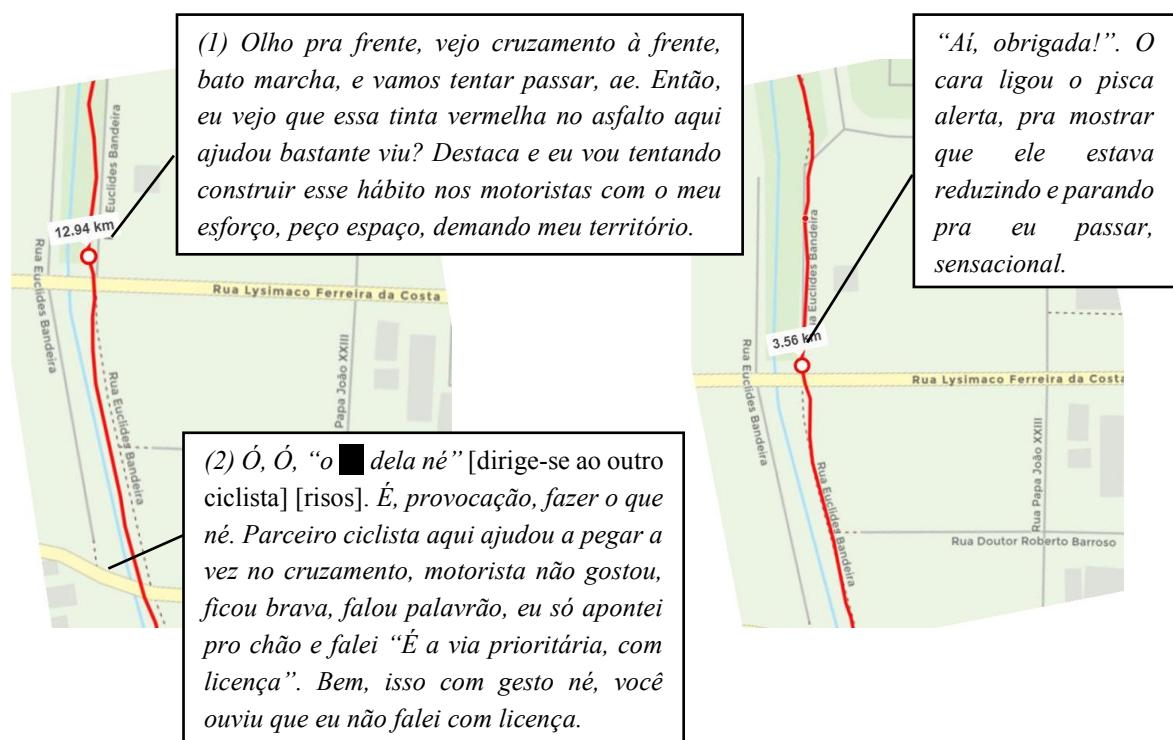 (1) Olho pra frente, vejo cruzamento à frente,
bato marcha, e vamos tentar passar, ae. Então,
eu vejo que essa tinta vermelha no asfalto aqui
ajudou bastante viu? Destaca e eu vou tentando
construir esse hábito nos motoristas com o meu
esforço, peço espaço, demando meu território.
“Aí, obrigada!”. O
cara ligou o pisca
alerta, pra mostrar
que ele estava
reduzindo e parando
pra eu passar,
sensacional.
Euclides Bandeira
12.94 km
Rua Euclides Bandeira
Rua Lysimaco Ferreira da Costa
Rua Euclides Bandeira
Papa João XXIII
ua Euclides Bandeira
3.56 km
Rua Euclides Bandeira
Rua Lysimaco Ferreira da Costa
Rua Euclides Bandeira
Rua Papa João XXIII
Rua Doutor Roberto Barroso
(2) Ó, Ó, “o dela né” [dirige-se ao outro
ciclista] [risos]. É, provocação, fazer o que
né. Parceiro ciclista aqui ajudou a pegar a
vez no cruzamento, motorista não gostou,
ficou brava, falou palavrão, eu só apontei
pro chão e falei “É a via prioritária, com
licença”. Bem, isso com gesto né, você
ouviu que eu não falei com licença.